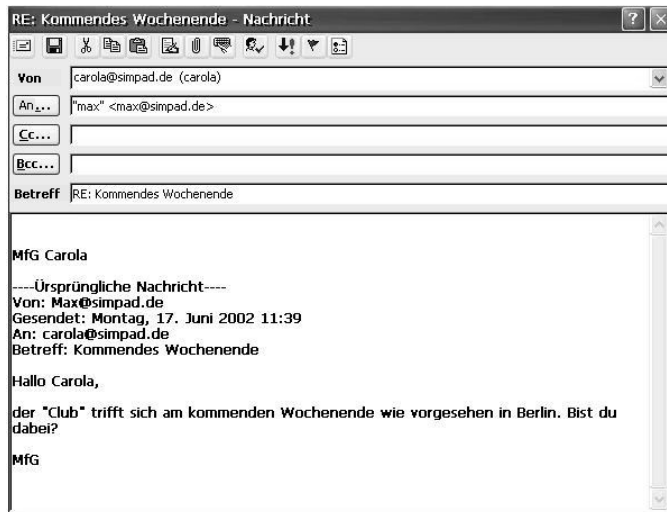 RE: Kommendes Wochenende - Nachricht
Von carola@simpad.de (carola)
An... "max" <max@simpad.de>
Cc...
Bcc...
Betreff RE: Kommendes Wochenende
MfG Carola
----Ürsprüngliche Nachricht----
Von: Max@simpad.de
Gesendet: Montag, 17. Juni 2002 11:39
An: carola@simpad.de
Betreff: Kommendes Wochenende
Hallo Carola,
der "Club" trifft sich am kommenden Wochenende wie vorgesehen in Berlin. Bist du
dabei?
MfG